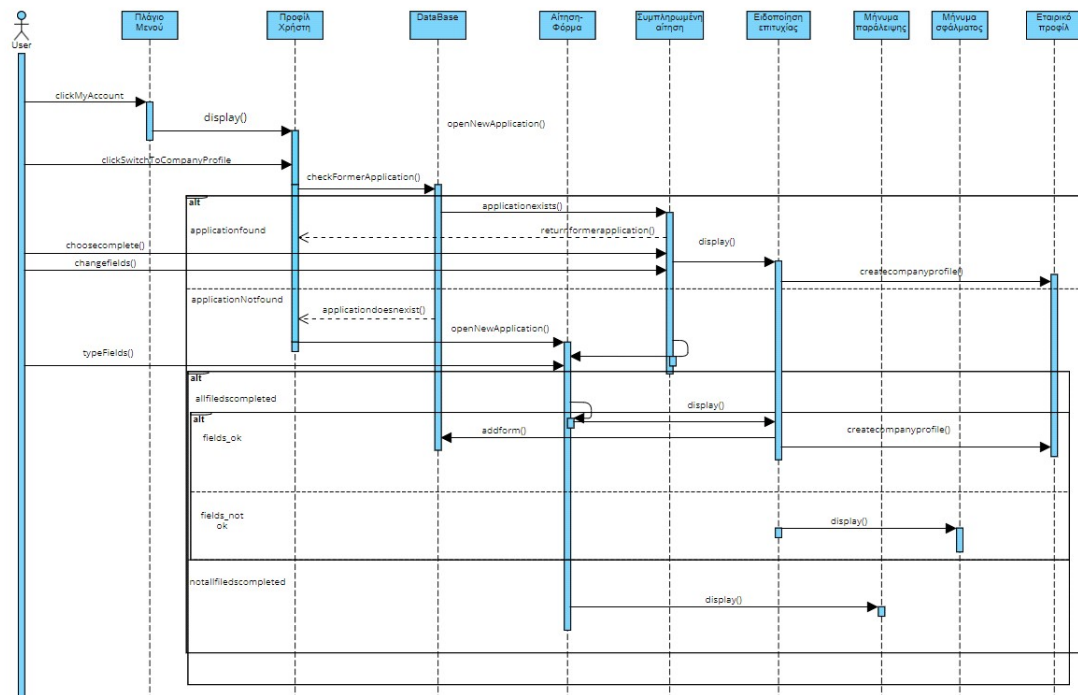 User
Πλάγιο
Μενού
Προφίλ
Χρήστη
DataBase
Αίτηση-
Φόρμα
Συμπληρωμένη
αίτηση
Ειδοποίηση
επιτυχίας
Μήνυμα
παράλειψης
Μήνυμα
σφάλματος
Εταιρικό
προφίλ
clickMyAccount
display()
openNewApplication()
clickSwitchToCompanyProfile
checkFormerApplication()
alt
applicationexists()
applicationfound
returnformerapplication()
choosecomplete()
display()
changefields()
createcompanyprofile()
applicationNotfound
applicationdoesnexist()
openNewApplication()
typeFields()
alt
allfiledscompleted
display()
alt
fields_ok
addform()
createcompanyprofile()
fields_not
ok
display()
notallfiledscompleted
display()